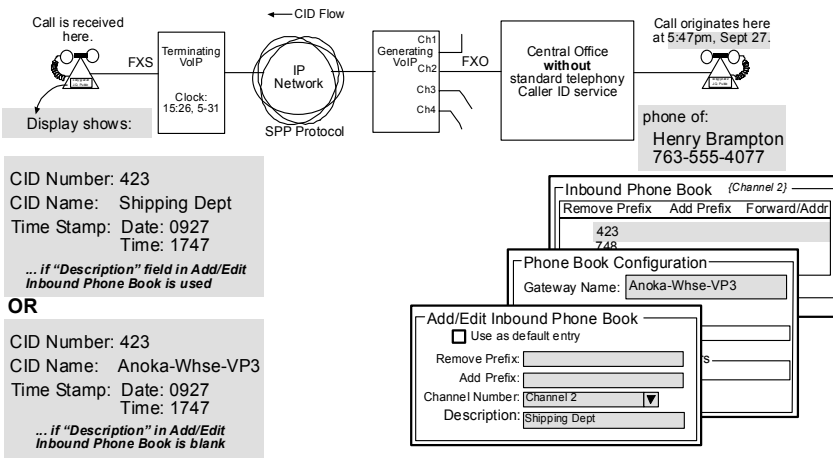 CID Flow
Call is received
here.
Call originates here
at 5:47pm, Sept 27.
FXS
Terminating
VoIP
Clock:
15:26, 5-31
IP
Network
SPP Protocol
Generating
VoIP
Ch1
Ch2
Ch3
Ch4
FXO
Central Office
without
standard telephony
Caller ID service
Display shows:
phone of:
Henry Brampton
763-555-4077
CID Number: 423
CID Name: Shipping Dept
Time Stamp: Date: 0927
Time: 1747
... if “Description” field in Add/Edit
Inbound Phone Book is used
OR
CID Number: 423
CID Name: Anoka-Whse-VP3
Time Stamp: Date: 0927
Time: 1747
... if “Description” in Add/Edit
Inbound Phone Book is blank
Inbound Phone Book {Channel 2}
Remove Prefix Add Prefix Forward/Addr
423
748
Phone Book Configuration
Gateway Name: Anoka-Whse-VP3
Add/Edit Inbound Phone Book
Use as default entry
Remove Prefix:
Add Prefix:
Channel Number: Channel 2
Description: Shipping Dept